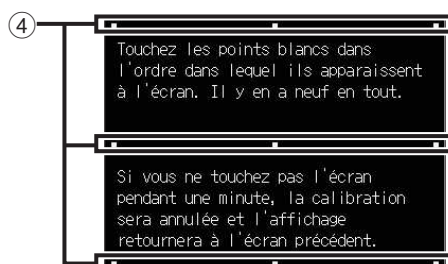 ④
Touchez les points blancs dans
l'ordre dans lequel ils apparaissent
à l'écran. Il y en a neuf en tout.
Si vous ne touchez pas l'écran
pendant une minute, la calibration
sera annulée et l'affichage
retournera à l'écran précédent.